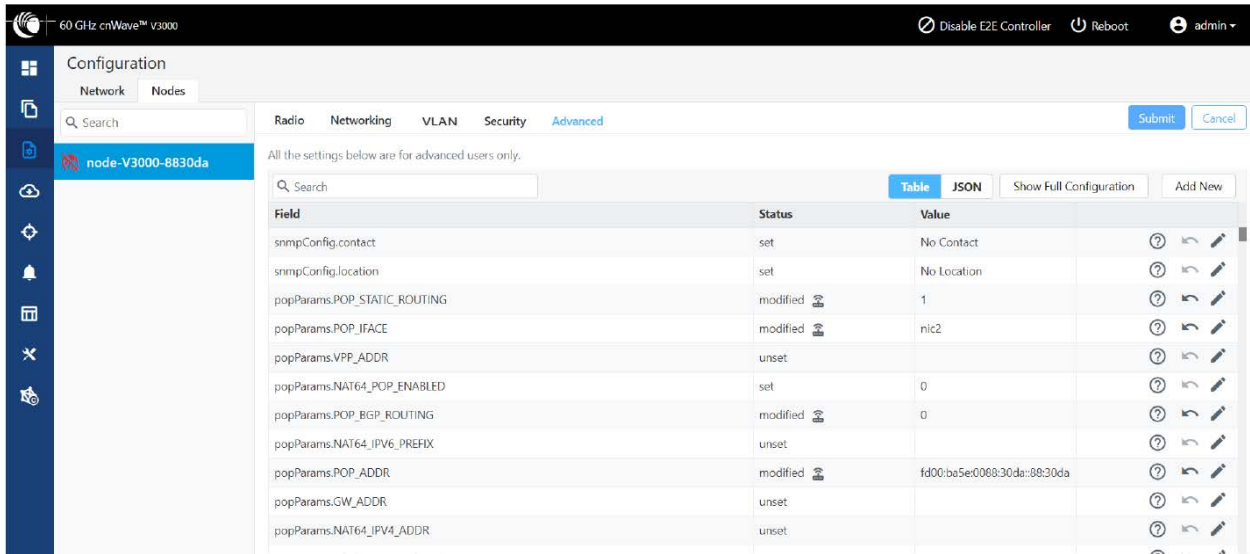 60 GHz cnWave™ V3000 Disable E2E Controller Reboot admin
Configuration
Network Nodes
Search Radio Networking VLAN Security Advanced Submit Cancel
node-V3000-8830da All the settings below are for advanced users only.
Search Table JSON Show Full Configuration Add New
Field Status Value
snmpConfig.contact set No Contact
snmpConfig.location set No Location
popParams.POP_STATIC_ROUTING modified 1
popParams.POP_IFACE modified nic2
popParams.VPP_ADDR unset
popParams.NAT64_POP_ENABLED set 0
popParams.POP_BGP_ROUTING modified 0
popParams.NAT64_IPV6_PREFIX unset
popParams.POP_ADDR modified fd00:ba5e:0088:30da::88:30da
popParams.GW_ADDR unset
popParams.NAT64_IPV4_ADDR unset